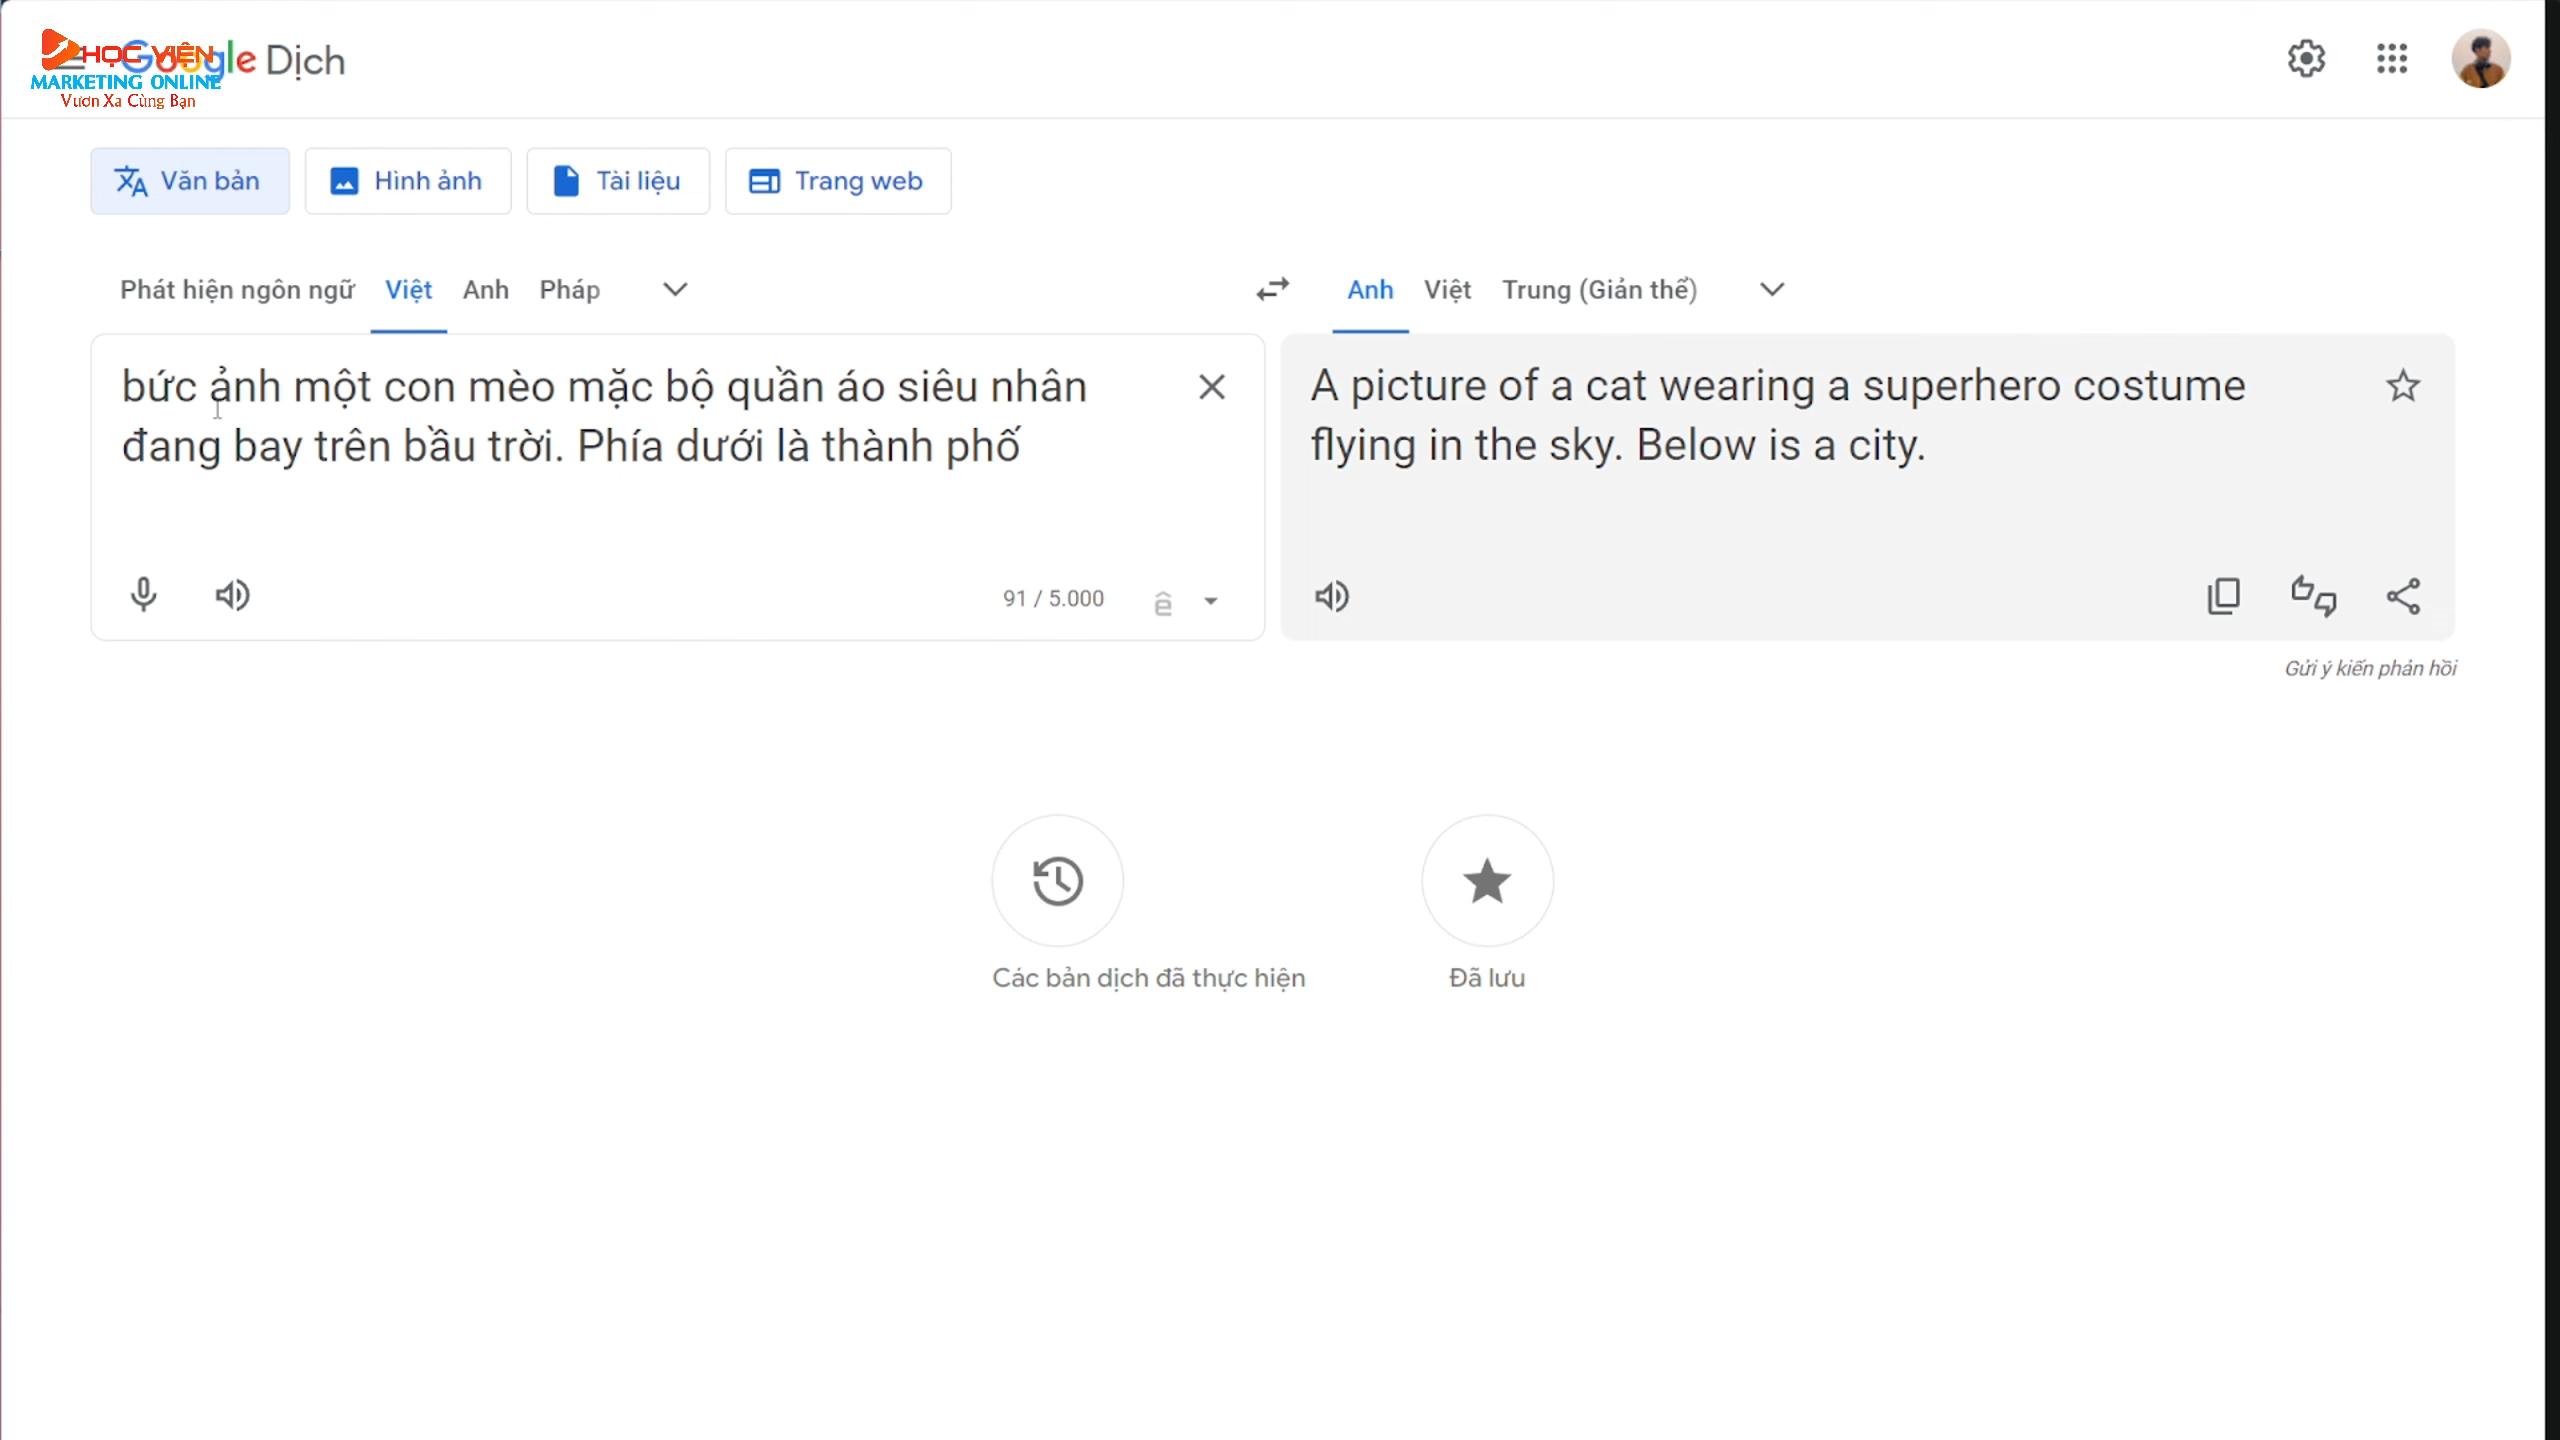 HỌC VIỆN
MARKETING ONLINE
Vươn Xa Cùng Bạn
Google Dịch
Văn bản
Hình ảnh
Tài liệu
Trang web
Phát hiện ngôn ngữ
Việt
Anh
Pháp
Anh
Việt
Trung (Giản thể)
bức ảnh một con mèo mặc bộ quần áo siêu nhân
đang bay trên bầu trời. Phía dưới là thành phố
A picture of a cat wearing a superhero costume
flying in the sky. Below is a city.
91 / 5.000
ê
Gửi ý kiến phản hồi
Các bản dịch đã thực hiện
Đã lưu